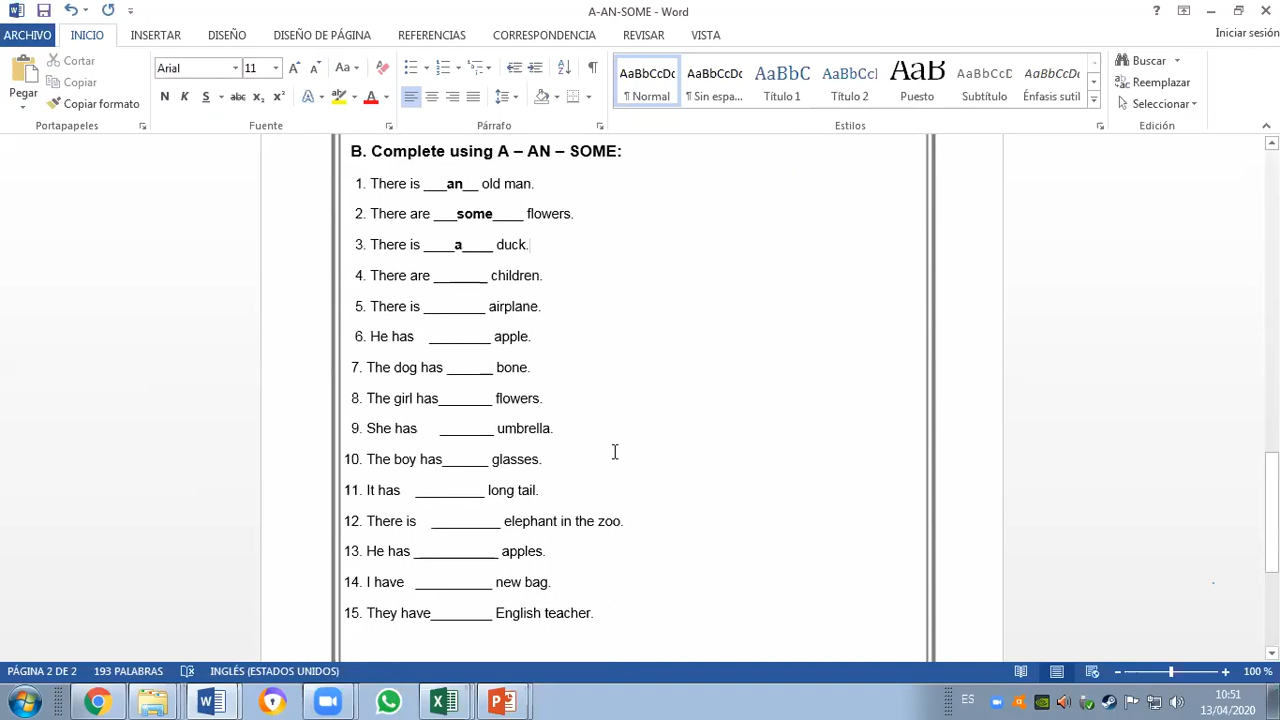 A-AN-SOME - Word
ARCHIVO INICIO INSERTAR DISEÑO DISEÑO DE PÁGINA REFERENCIAS CORRESPONDENCIA REVISAR VISTA Iniciar sesión
Pegar Cortar Copiar Copiar formato
Arial 11
N K S abc x₂ x²
AaBbCcDc AaBbCcDc AaBbC AaBbCcI AaB AaBbCcD AaBbCcDc
¶ Normal ¶ Sin espa... Título 1 Título 2 Puesto Subtítulo Énfasis sutil
Buscar
Reemplazar
Seleccionar
Portapapeles Fuente Párrafo Estilos Edición
B. Complete using A – AN – SOME:
1. There is ___an__ old man.
2. There are ___some____ flowers.
3. There is ____a____ duck.
4. There are _______ children.
5. There is ________ airplane.
6. He has ________ apple.
7. The dog has ______ bone.
8. The girl has_______ flowers.
9. She has _______ umbrella.
10. The boy has______ glasses.
11. It has _________ long tail.
12. There is _________ elephant in the zoo.
13. He has ___________ apples.
14. I have __________ new bag.
15. They have________ English teacher.
PÁGINA 2 DE 2 193 PALABRAS INGLÉS (ESTADOS UNIDOS) 100 %
ES 10:51
13/04/2020